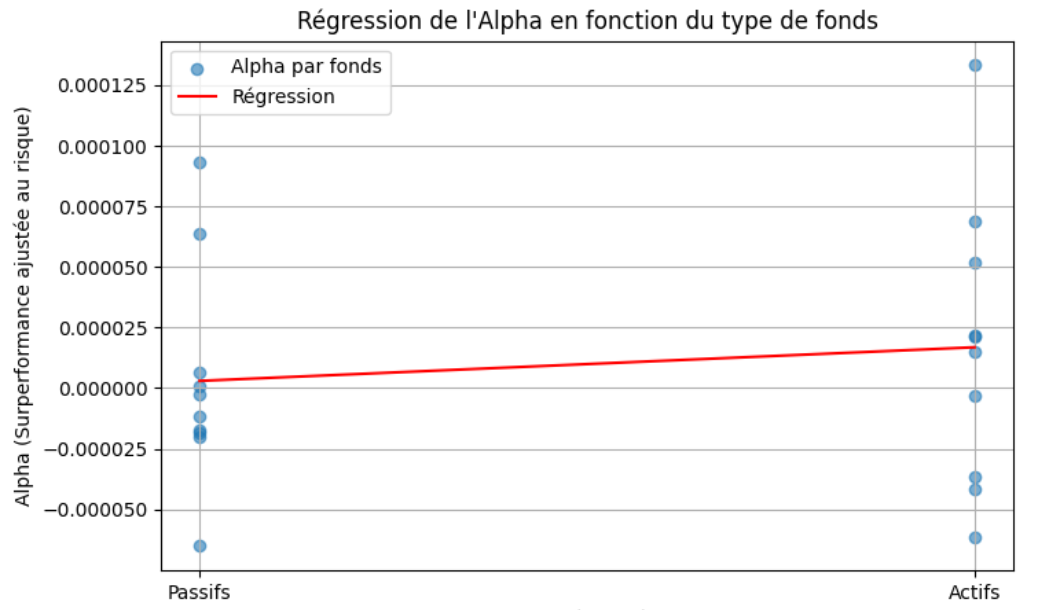 Régression de l'Alpha en fonction du type de fonds
Alpha par fonds
Régression
Alpha (Surperformance ajustée au risque)
0.000125
0.000100
0.000075
0.000050
0.000025
0.000000
−0.000025
−0.000050
Passifs
Actifs